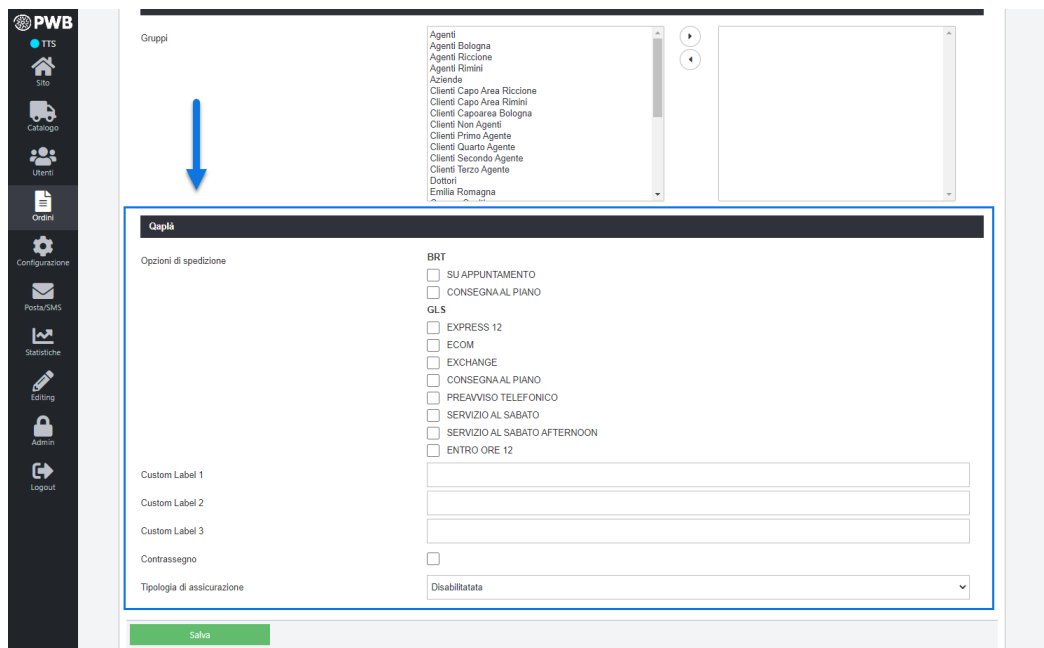 PWB
TTS
Sito
Catalogo
Utenti
Ordini
Configurazione
Posta/SMS
Statistiche
Editing
Admin
Logout
Gruppi
Agenti
Agenti Bologna
Agenti Riccione
Agenti Rimini
Aziende
Clienti Capo Area Riccione
Clienti Capo Area Rimini
Clienti Capoarea Bologna
Clienti Non Agenti
Clienti Primo Agente
Clienti Quarto Agente
Clienti Secondo Agente
Clienti Terzo Agente
Dottori
Emilia Romagna
Qaplà
Opzioni di spedizione
BRT
SU APPUNTAMENTO
CONSEGNA AL PIANO
GLS
EXPRESS 12
ECOM
EXCHANGE
CONSEGNA AL PIANO
PREAVVISO TELEFONICO
SERVIZIO AL SABATO
SERVIZIO AL SABATO AFTERNOON
ENTRO ORE 12
Custom Label 1
Custom Label 2
Custom Label 3
Contrassegno
Tipologia di assicurazione
Disabilitatata
Salva